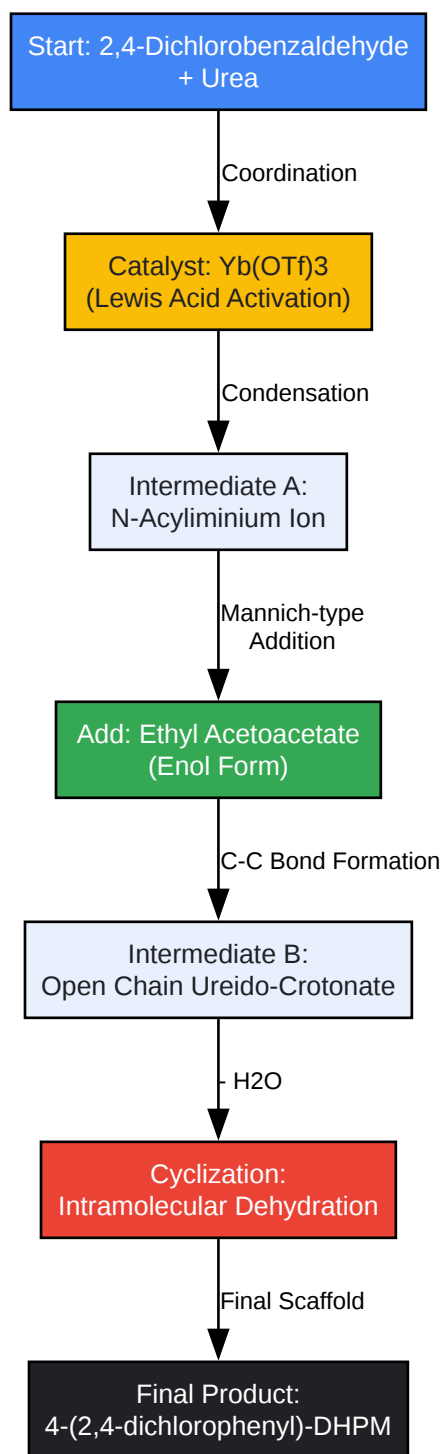 Start: 2,4-Dichlorobenzaldehyde
+ Urea
Coordination
Catalyst: Yb(OTf)3
(Lewis Acid Activation)
Condensation
Intermediate A:
N-Acyliminium Ion
Mannich-type
Addition
Add: Ethyl Acetoacetate
(Enol Form)
C-C Bond Formation
Intermediate B:
Open Chain Ureido-Crotonate
- H2O
Cyclization:
Intramolecular Dehydration
Final Scaffold
Final Product:
4-(2,4-dichlorophenyl)-DHPM